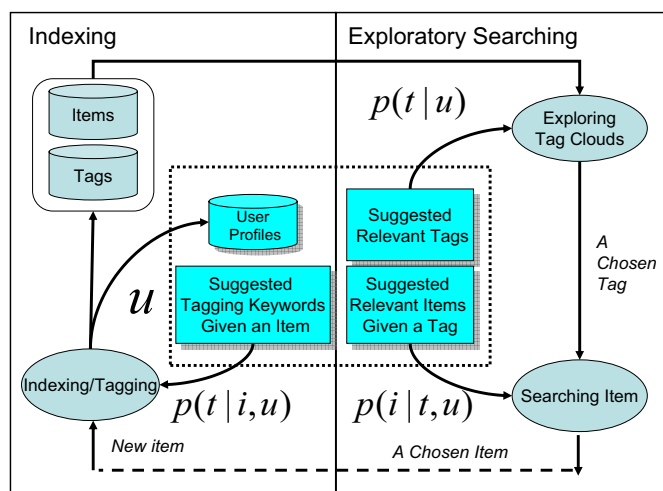 Indexing
Exploratory Searching
Items
Tags
p(t | u)
Exploring
Tag Clouds
User
Profiles
Suggested
Relevant Tags
A
Chosen
Tag
u
Suggested
Tagging Keywords
Given an Item
Suggested
Relevant Items
Given a Tag
Indexing/Tagging
p(t | i, u)
p(i | t, u)
Searching Item
New item
A Chosen Item